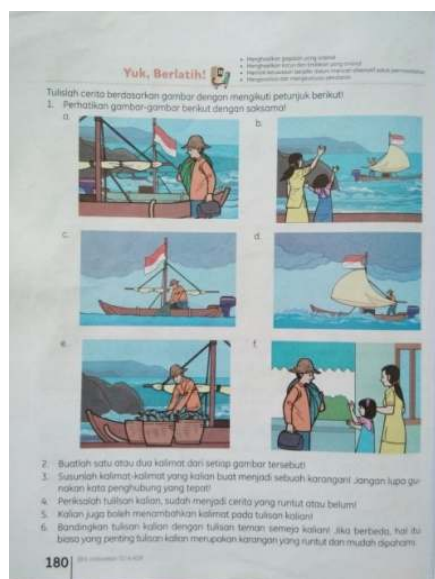 Yuk, Berlatih!
Tulislah cerita berdasarkan gambar dengan mengikuti petunjuk berikut!
1. Perhatikan gambar-gambar berikut dengan saksama!
a.
b.
c.
d.
e.
f.
2. Buatlah satu atau dua kalimat dari setiap gambar tersebut!
3. Susunlah kalimat-kalimat yang kalian buat menjadi sebuah karangan! Jangan lupa gu-
nakan kata penghubung yang tepat!
4. Periksalah tulisan kalian, sudah menjadi cerita yang runtut atau belum!
5. Kalian juga boleh menambahkan kalimat pada tulisan kalian!
6. Bandingkan tulisan kalian dengan tulisan teman semeja kalian! Jika berbeda, hal itu
biasa yang penting tulisan kalian merupakan karangan yang runtut dan mudah dipahami.
180